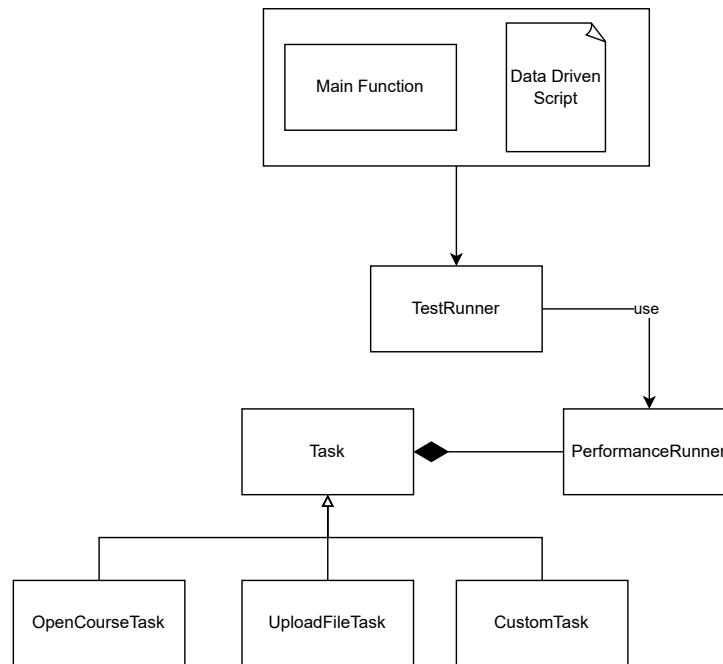 Main Function
Data Driven
Script
TestRunner
use
Task
PerformanceRunner
OpenCourseTask
UploadFileTask
CustomTask